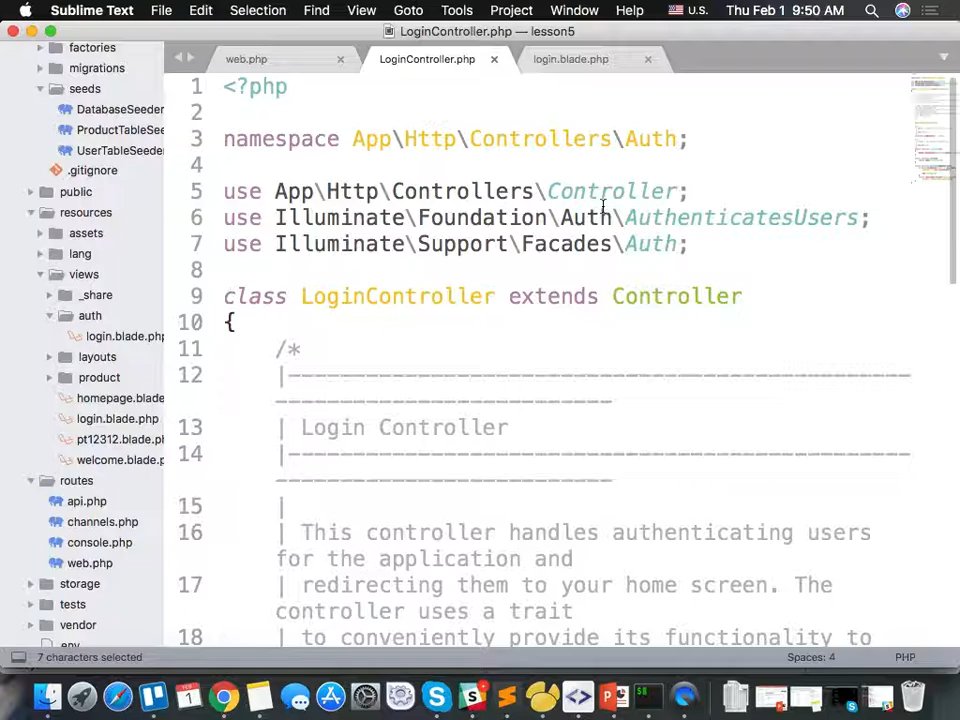 Sublime Text File Edit Selection Find View Goto Tools Project Window Help U.S. Thu Feb 1 9:50 AM
LoginController.php — lesson5
factories
migrations
seeds
DatabaseSeeder
ProductTableSee
UserTableSeeder
.gitignore
public
resources
assets
lang
views
_share
auth
login.blade.php
layouts
product
homepage.blade
login.blade.php
pt12312.blade.ph
welcome.blade.p
routes
api.php
channels.php
console.php
web.php
storage
tests
vendor
.env
web.php LoginController.php login.blade.php
1 <?php
2
3 namespace App\Http\Controllers\Auth;
4
5 use App\Http\Controllers\Controller;
6 use Illuminate\Foundation\Auth\AuthenticatesUsers;
7 use Illuminate\Support\Facades\Auth;
8
9 class LoginController extends Controller
10 {
11 /*
12 |--------------------------------------------------------------------------
13 | Login Controller
14 |--------------------------------------------------------------------------
15 |
16 | This controller handles authenticating users
for the application and
17 | redirecting them to your home screen. The
controller uses a trait
18 | to conveniently provide its functionality to
7 characters selected Spaces: 4 PHP